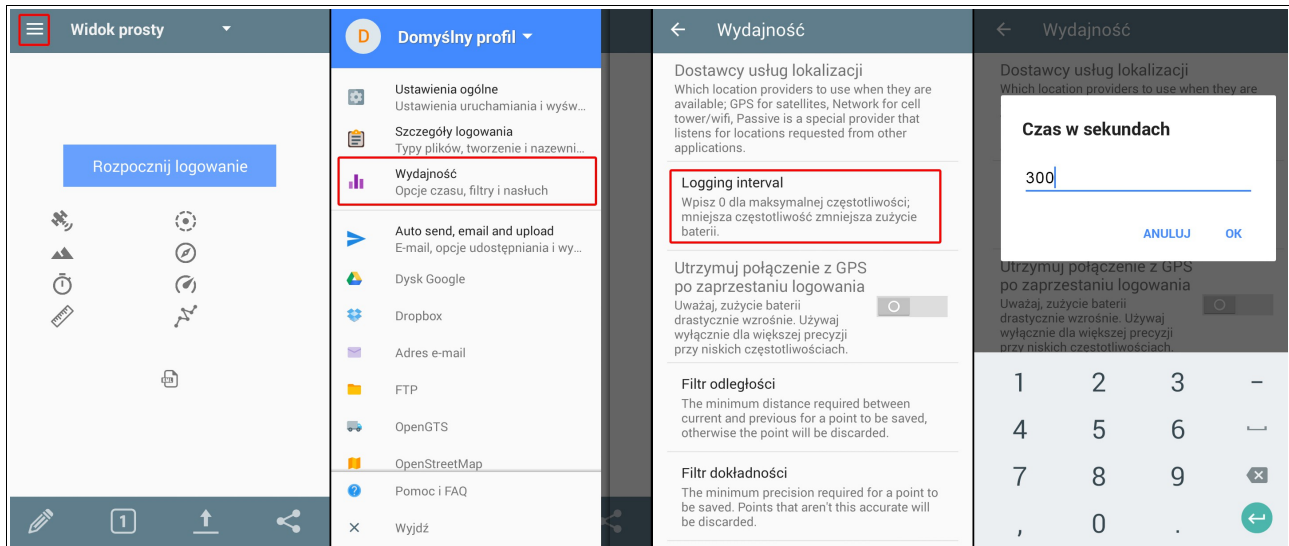 Widok prosty
Rozpocznij logowanie
1
D
Domyślny profil
Ustawienia ogólne
Ustawienia uruchamiania i wyśw...
Szczegóły logowania
Typy plików, tworzenie i nazewni...
Wydajność
Opcje czasu, filtry i nasłuch
Auto send, email and upload
E-mail, opcje udostępniania i wy...
Dysk Google
Dropbox
Adres e-mail
FTP
OpenGTS
OpenStreetMap
Pomoc i FAQ
Wyjdź
Wydajność
Dostawcy usług lokalizacji
Which location providers to use when they are
available; GPS for satellites, Network for cell
tower/wifi, Passive is a special provider that
listens for locations requested from other
applications.
Logging interval
Wpisz 0 dla maksymalnej częstotliwości;
mniejsza częstotliwość zmniejsza zużycie
baterii.
Utrzymuj połączenie z GPS
po zaprzestaniu logowania
Uważaj, zużycie baterii
drastycznie wzrośnie. Używaj
wyłącznie dla większej precyzji
przy niskich częstotliwościach.
Filtr odległości
The minimum distance required between
current and previous for a point to be saved,
otherwise the point will be discarded.
Filtr dokładności
The minimum precision required for a point to
be saved. Points that aren't this accurate will
be discarded.
Wydajność
Dostawcy usług lokalizacji
Which location providers to use when they are
Czas w sekundach
300
ANULUJ OK
Utrzymuj połączenie z GPS
po zaprzestaniu logowania
Uważaj, zużycie baterii
drastycznie wzrośnie. Używaj
wyłącznie dla większej precyzji
przy niskich częstotliwościach.
1 2 3 -
4 5 6
7 8 9
, 0 .